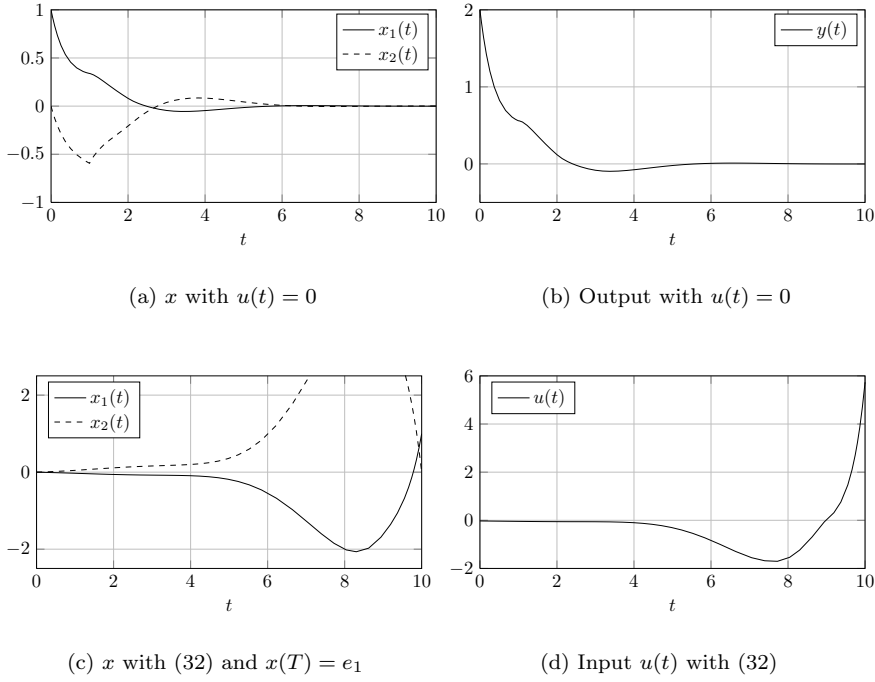 1
0.5
0
−0.5
−1
0 2 4 6 8 10
t
x₁(t)
x₂(t)
(a) x with u(t) = 0
2
1
0
0 2 4 6 8 10
t
y(t)
(b) Output with u(t) = 0
2
0
−2
0 2 4 6 8 10
t
x₁(t)
x₂(t)
(c) x with (32) and x(T) = e₁
6
4
2
0
−2
0 2 4 6 8 10
t
u(t)
(d) Input u(t) with (32)